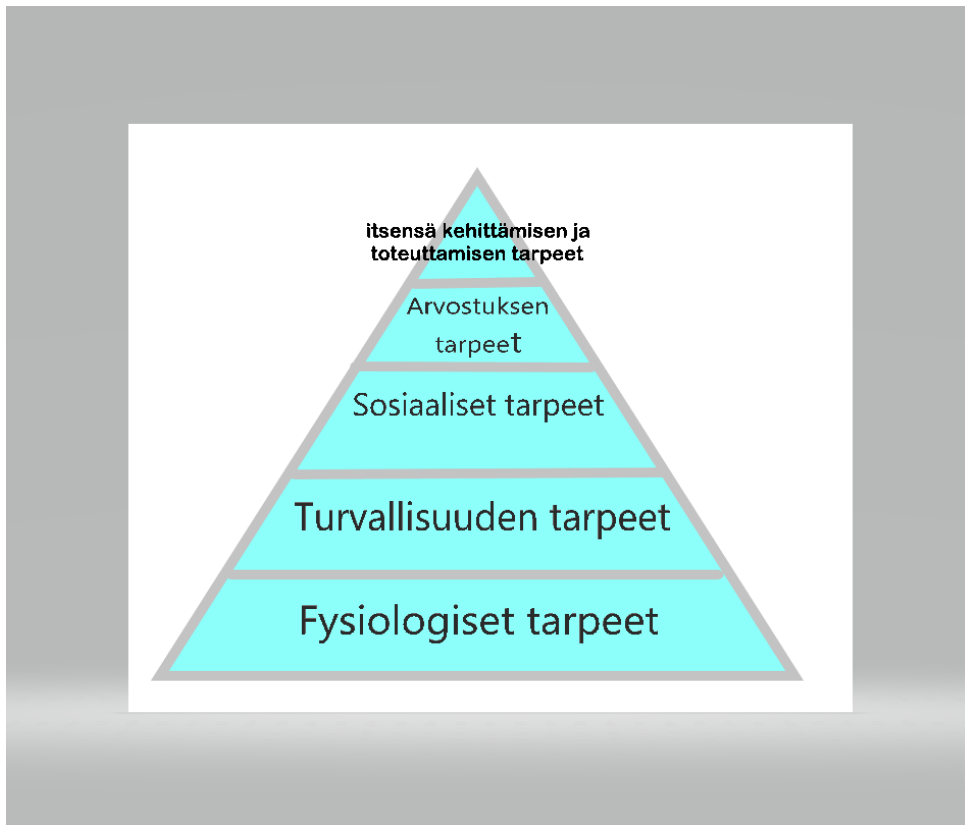 itsensä kehittämisen ja
toteuttamisen tarpeet
Arvostuksen
tarpeet
Sosiaaliset tarpeet
Turvallisuuden tarpeet
Fysiologiset tarpeet